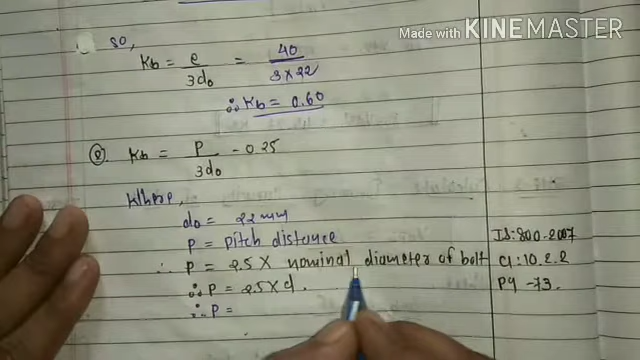 Made with KINEMASTER
so,
Kb = e / 3d₀ = 40 / 3×22
∴ Kb = 0.60
② Kb = P / 3d₀ - 0.25
Where,
d₀ = 22 mm
P = Pitch distance
∴ P = 2.5 × nominal diameter of bolt
∴ P = 2.5 × d.
∴ P =
IS:800-2007
Cl: 10.2.2
Pg - 73.